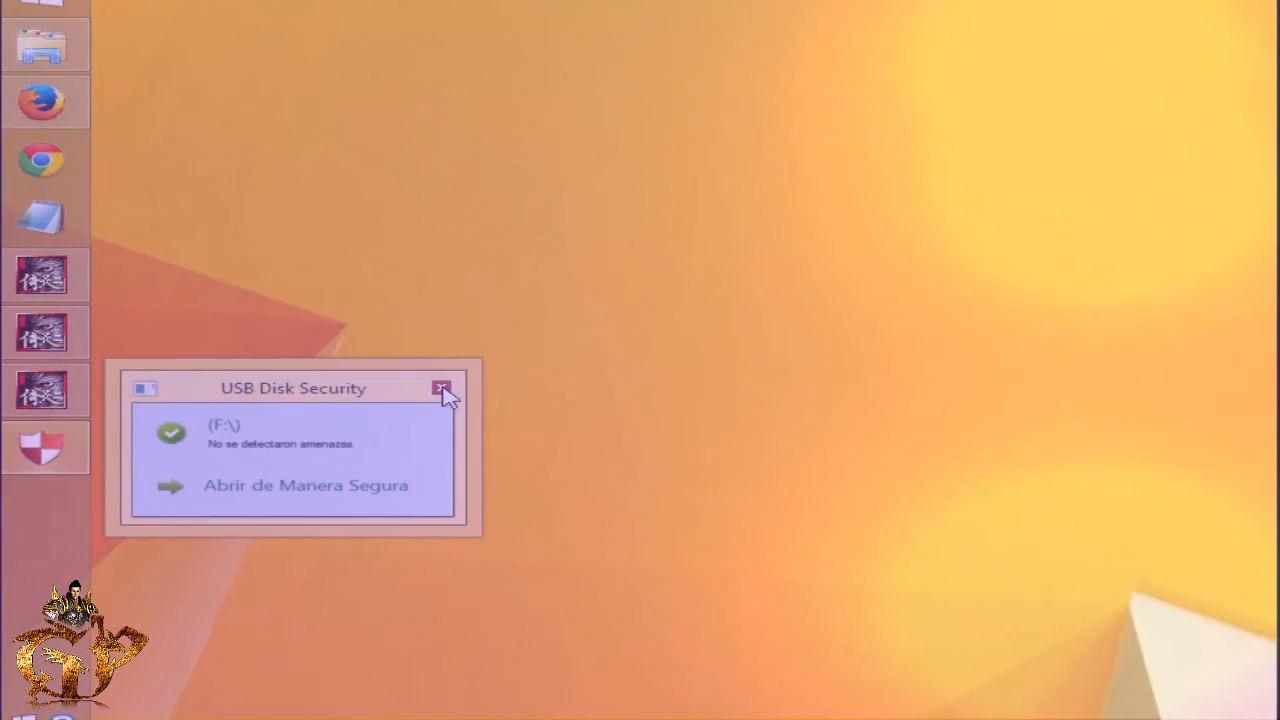 USB Disk Security
(F:\)
No se detectaron amenazas
Abrir de Manera Segura